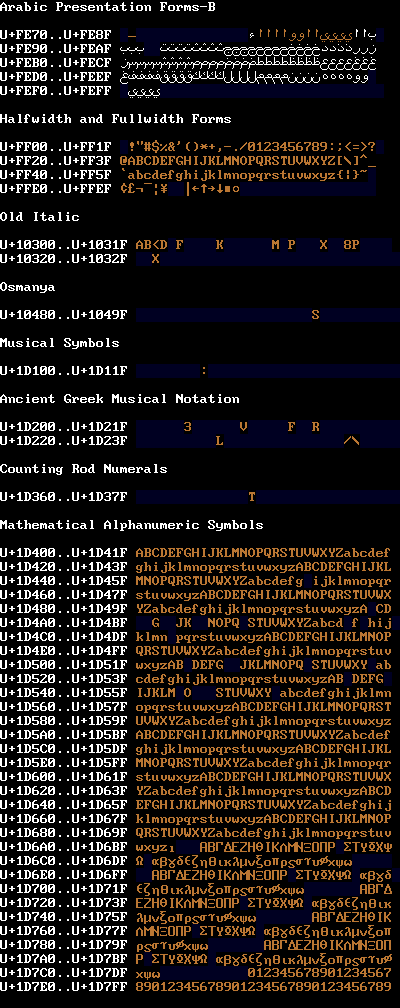 Arabic Presentation Forms-B
U+FE70..U+FE8F
U+FE90..U+FEAF
U+FEB0..U+FECF
U+FED0..U+FEEF
U+FEF0..U+FEFF
Halfwidth and Fullwidth Forms
U+FF00..U+FF1F !"#$%&'()*+,-./0123456789:;<=>?
U+FF20..U+FF3F @ABCDEFGHIJKLMNOPQRSTUVWXYZ[\]^_
U+FF40..U+FF5F `abcdefghijklmnopqrstuvwxyz{|}~
U+FFE0..U+FFEF ¢£¬¯¦¥ |←↑→↓■○
Old Italic
U+10300..U+1031F AB<D F K M P X 8P
U+10320..U+1032F X
Osmanya
U+10480..U+1049F S
Musical Symbols
U+1D100..U+1D11F :
Ancient Greek Musical Notation
U+1D200..U+1D21F 3 V F R
U+1D220..U+1D23F L /\
Counting Rod Numerals
U+1D360..U+1D37F T
Mathematical Alphanumeric Symbols
U+1D400..U+1D41F ABCDEFGHIJKLMNOPQRSTUVWXYZabcdef
U+1D420..U+1D43F ghijklmnopqrstuvwxyzABCDEFGHIJKL
U+1D440..U+1D45F MNOPQRSTUVWXYZabcdefg ijklmnopqr
U+1D460..U+1D47F stuvwxyzABCDEFGHIJKLMNOPQRSTUVWX
U+1D480..U+1D49F YZabcdefghijklmnopqrstuvwxyzA CD
U+1D4A0..U+1D4BF G JK NOPQ STUVWXYZabcd f hij
U+1D4C0..U+1D4DF klmn pqrstuvwxyzABCDEFGHIJKLMNOP
U+1D4E0..U+1D4FF QRSTUVWXYZabcdefghijklmnopqrstuv
U+1D500..U+1D51F wxyzAB DEFG JKLMNOPQ STUVWXY ab
U+1D520..U+1D53F cdefghijklmnopqrstuvwxyzAB DEFG
U+1D540..U+1D55F IJKLM O STUVWXY abcdefghijklmn
U+1D560..U+1D57F opqrstuvwxyzABCDEFGHIJKLMNOPQRST
U+1D580..U+1D59F UVWXYZabcdefghijklmnopqrstuvwxyz
U+1D5A0..U+1D5BF ABCDEFGHIJKLMNOPQRSTUVWXYZabcdef
U+1D5C0..U+1D5DF ghijklmnopqrstuvwxyzABCDEFGHIJKL
U+1D5E0..U+1D5FF MNOPQRSTUVWXYZabcdefghijklmnopqr
U+1D600..U+1D61F stuvwxyzABCDEFGHIJKLMNOPQRSTUVWX
U+1D620..U+1D63F YZabcdefghijklmnopqrstuvwxyzABCD
U+1D640..U+1D65F EFGHIJKLMNOPQRSTUVWXYZabcdefghij
U+1D660..U+1D67F klmnopqrstuvwxyzABCDEFGHIJKLMNOP
U+1D680..U+1D69F QRSTUVWXYZabcdefghijklmnopqrstuv
U+1D6A0..U+1D6BF wxyzı ΑΒΓΔΕΖΗΘΙΚΛΜΝΞΟΠΡ ΣΤΥΦΧΨ
U+1D6C0..U+1D6DF Ω αβγδεζηθικλμνξοπρςστυφχψω
U+1D6E0..U+1D6FF ΑΒΓΔΕΖΗΘΙΚΛΜΝΞΟΠΡ ΣΤΥΦΧΨΩ αβγδ
U+1D700..U+1D71F εζηθικλμνξοπρςστυφχψω ΑΒΓΔ
U+1D720..U+1D73F ΕΖΗΘΙΚΛΜΝΞΟΠΡ ΣΤΥΦΧΨΩ αβγδεζηθικ
U+1D740..U+1D75F λμνξοπρςστυφχψω ΑΒΓΔΕΖΗΘΙΚ
U+1D760..U+1D77F ΛΜΝΞΟΠΡ ΣΤΥΦΧΨΩ αβγδεζηθικλμνξοπ
U+1D780..U+1D79F ρςστυφχψω ΑΒΓΔΕΖΗΘΙΚΛΜΝΞΟΠ
U+1D7A0..U+1D7BF Ρ ΣΤΥΦΧΨΩ αβγδεζηθικλμνξοπρςστυφ
U+1D7C0..U+1D7DF χψω 012345678901234567
U+1D7E0..U+1D7FF 89012345678901234567890123456789